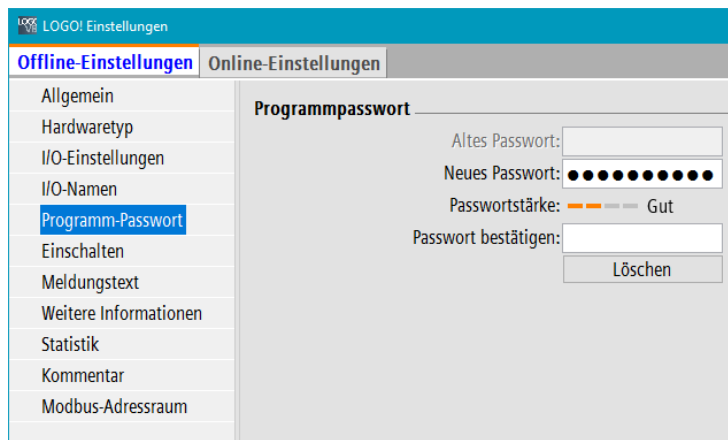 LOGO! Einstellungen
Offline-Einstellungen Online-Einstellungen
Allgemein
Hardwaretyp
I/O-Einstellungen
I/O-Namen
Programm-Passwort
Einschalten
Meldungstext
Weitere Informationen
Statistik
Kommentar
Modbus-Adressraum
Programmpasswort
Altes Passwort:
Neues Passwort: ●●●●●●●●●●
Passwortstärke: Gut
Passwort bestätigen:
Löschen